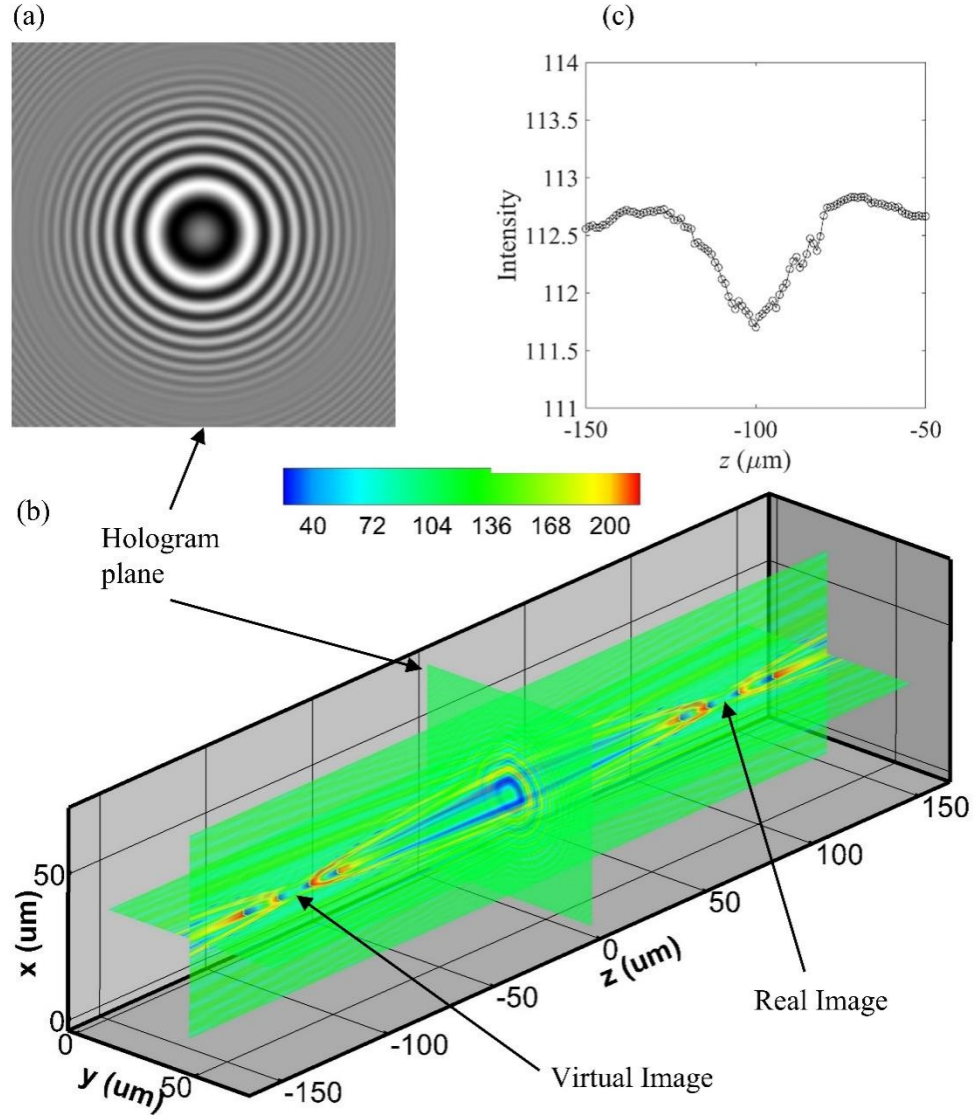 (a)
(c)
114
113.5
113
112.5
112
111.5
111
Intensity
-150
-100
-50
z (μm)
(b)
40 72 104 136 168 200
Hologram
plane
50
0
x (um)
0
50
y (um)
-150
-100
-50
0
50
100
150
z (um)
Real Image
Virtual Image